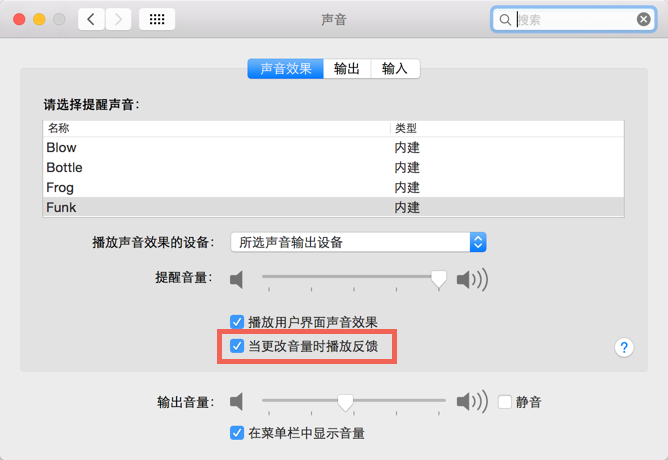 声音
搜索
声音效果 输出 输入
请选择提醒声音：
名称 类型
Blow 内建
Bottle 内建
Frog 内建
Funk 内建
播放声音效果的设备： 所选声音输出设备
提醒音量：
播放用户界面声音效果
当更改音量时播放反馈
?
输出音量： 静音
在菜单栏中显示音量